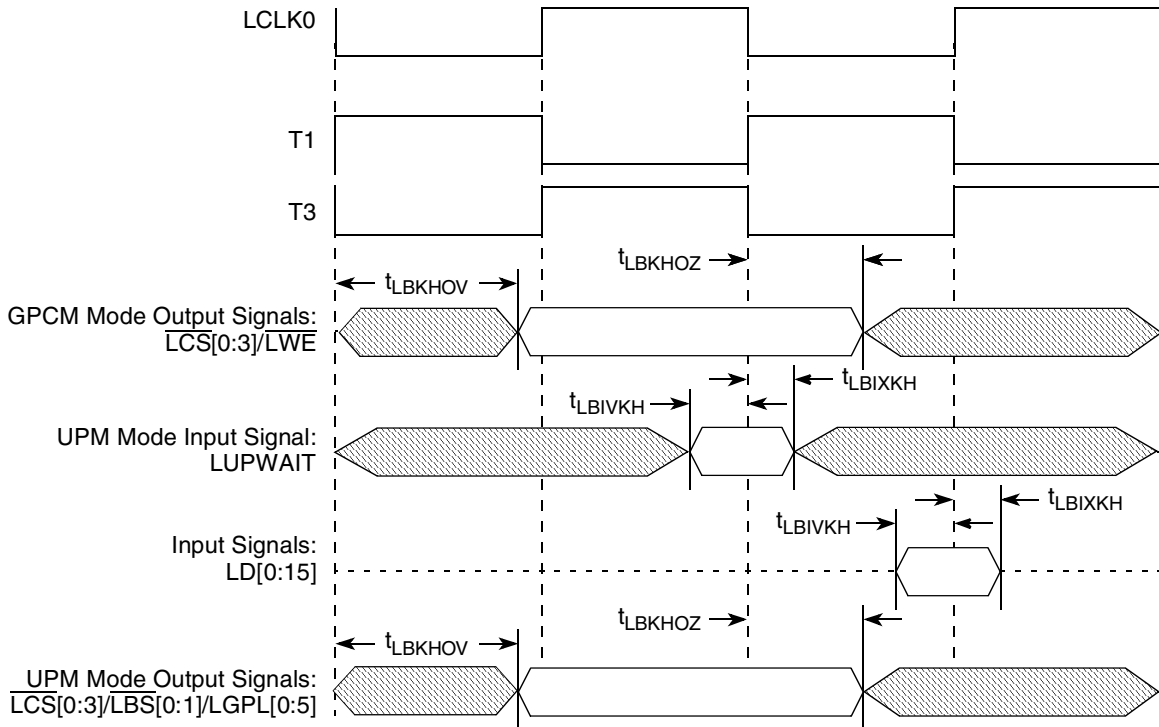 LCLK0
T1
T3
tLBKHOZ
tLBKHOV
GPCM Mode Output Signals:
LCS[0:3]/LWE
tLBIXKH
tLBIVKH
UPM Mode Input Signal:
LUPWAIT
tLBIXKH
tLBIVKH
Input Signals:
LD[0:15]
tLBKHOZ
tLBKHOV
UPM Mode Output Signals:
LCS[0:3]/LBS[0:1]/LGPL[0:5]